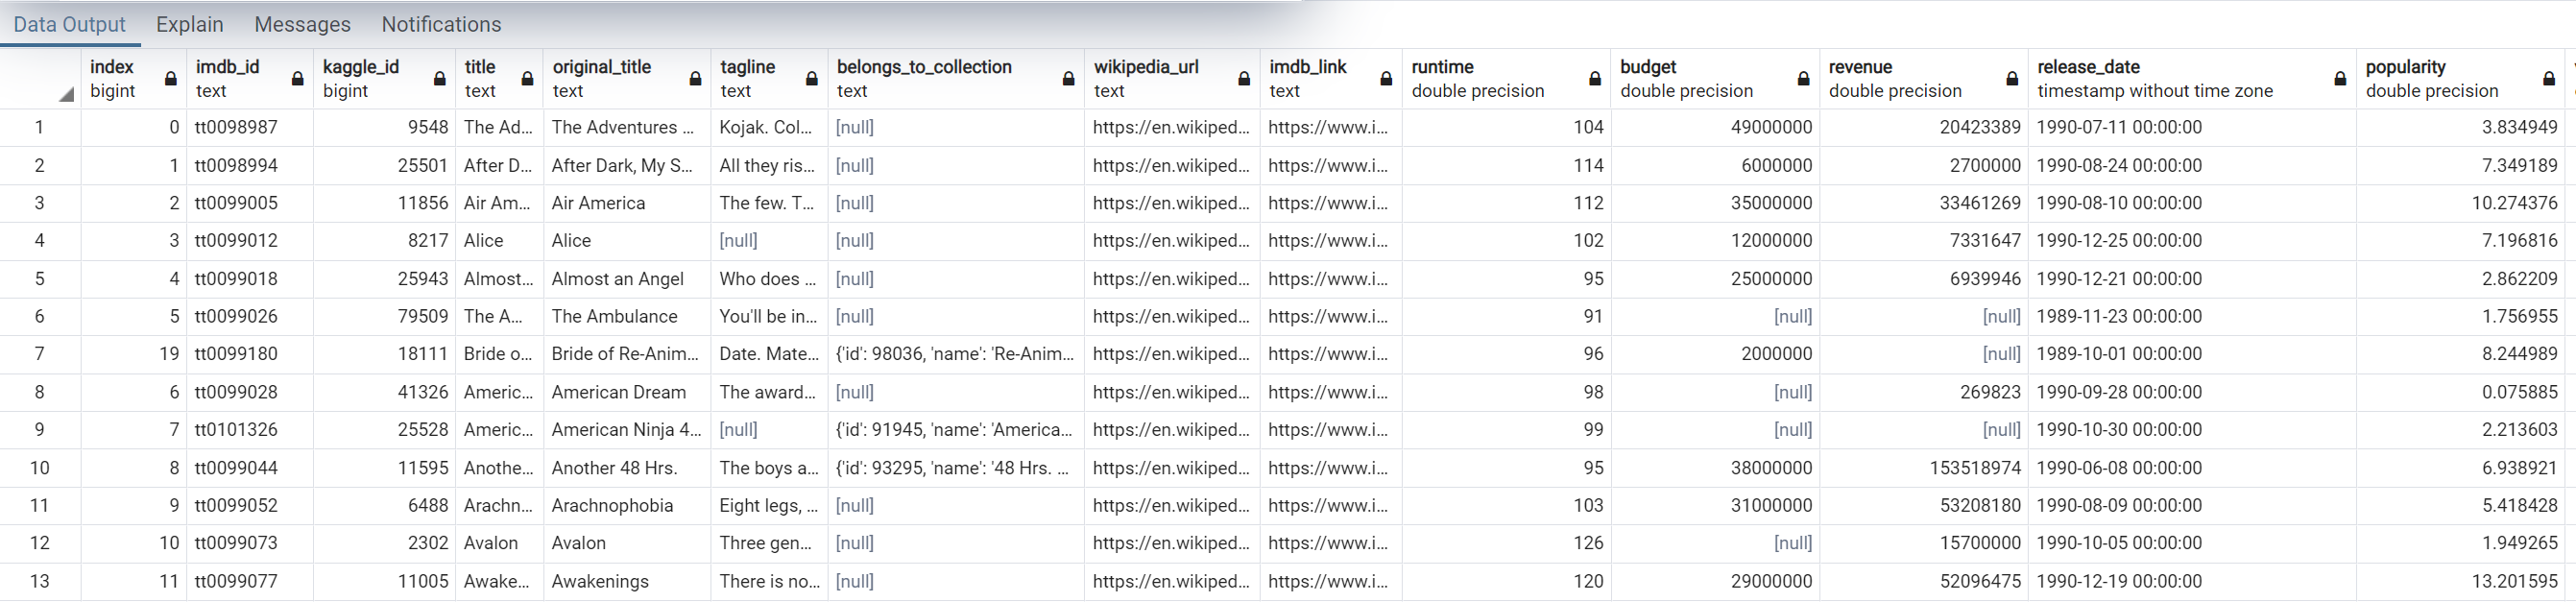 Data Output Explain Messages Notifications
index imdb_id kaggle_id title original_title tagline belongs_to_collection wikipedia_url imdb_link runtime budget revenue release_date popularity
bigint text bigint text text text text text text double precision double precision double precision timestamp without time zone double precision
1 0 tt0098987 9548 The Ad... The Adventures ... Kojak. Col... [null] https://en.wikiped... https://www.i... 104 49000000 20423389 1990-07-11 00:00:00 3.834949
2 1 tt0098994 25501 After D... After Dark, My S... All they ris... [null] https://en.wikiped... https://www.i... 114 6000000 2700000 1990-08-24 00:00:00 7.349189
3 2 tt0099005 11856 Air Am... Air America The few. T... [null] https://en.wikiped... https://www.i... 112 35000000 33461269 1990-08-10 00:00:00 10.274376
4 3 tt0099012 8217 Alice Alice [null] [null] https://en.wikiped... https://www.i... 102 12000000 7331647 1990-12-25 00:00:00 7.196816
5 4 tt0099018 25943 Almost... Almost an Angel Who does ... [null] https://en.wikiped... https://www.i... 95 25000000 6939946 1990-12-21 00:00:00 2.862209
6 5 tt0099026 79509 The A... The Ambulance You'll be in... [null] https://en.wikiped... https://www.i... 91 [null] [null] 1989-11-23 00:00:00 1.756955
7 19 tt0099180 18111 Bride o... Bride of Re-Anim... Date. Mate... {'id': 98036, 'name': 'Re-Anim... https://en.wikiped... https://www.i... 96 2000000 [null] 1989-10-01 00:00:00 8.244989
8 6 tt0099028 41326 Americ... American Dream The award... [null] https://en.wikiped... https://www.i... 98 [null] 269823 1990-09-28 00:00:00 0.075885
9 7 tt0101326 25528 Americ... American Ninja 4... [null] {'id': 91945, 'name': 'America... https://en.wikiped... https://www.i... 99 [null] [null] 1990-10-30 00:00:00 2.213603
10 8 tt0099044 11595 Anothe... Another 48 Hrs. The boys a... {'id': 93295, 'name': '48 Hrs. ... https://en.wikiped... https://www.i... 95 38000000 153518974 1990-06-08 00:00:00 6.938921
11 9 tt0099052 6488 Arachn... Arachnophobia Eight legs, ... [null] https://en.wikiped... https://www.i... 103 31000000 53208180 1990-08-09 00:00:00 5.418428
12 10 tt0099073 2302 Avalon Avalon Three gen... [null] https://en.wikiped... https://www.i... 126 [null] 15700000 1990-10-05 00:00:00 1.949265
13 11 tt0099077 11005 Awake... Awakenings There is no... [null] https://en.wikiped... https://www.i... 120 29000000 52096475 1990-12-19 00:00:00 13.201595